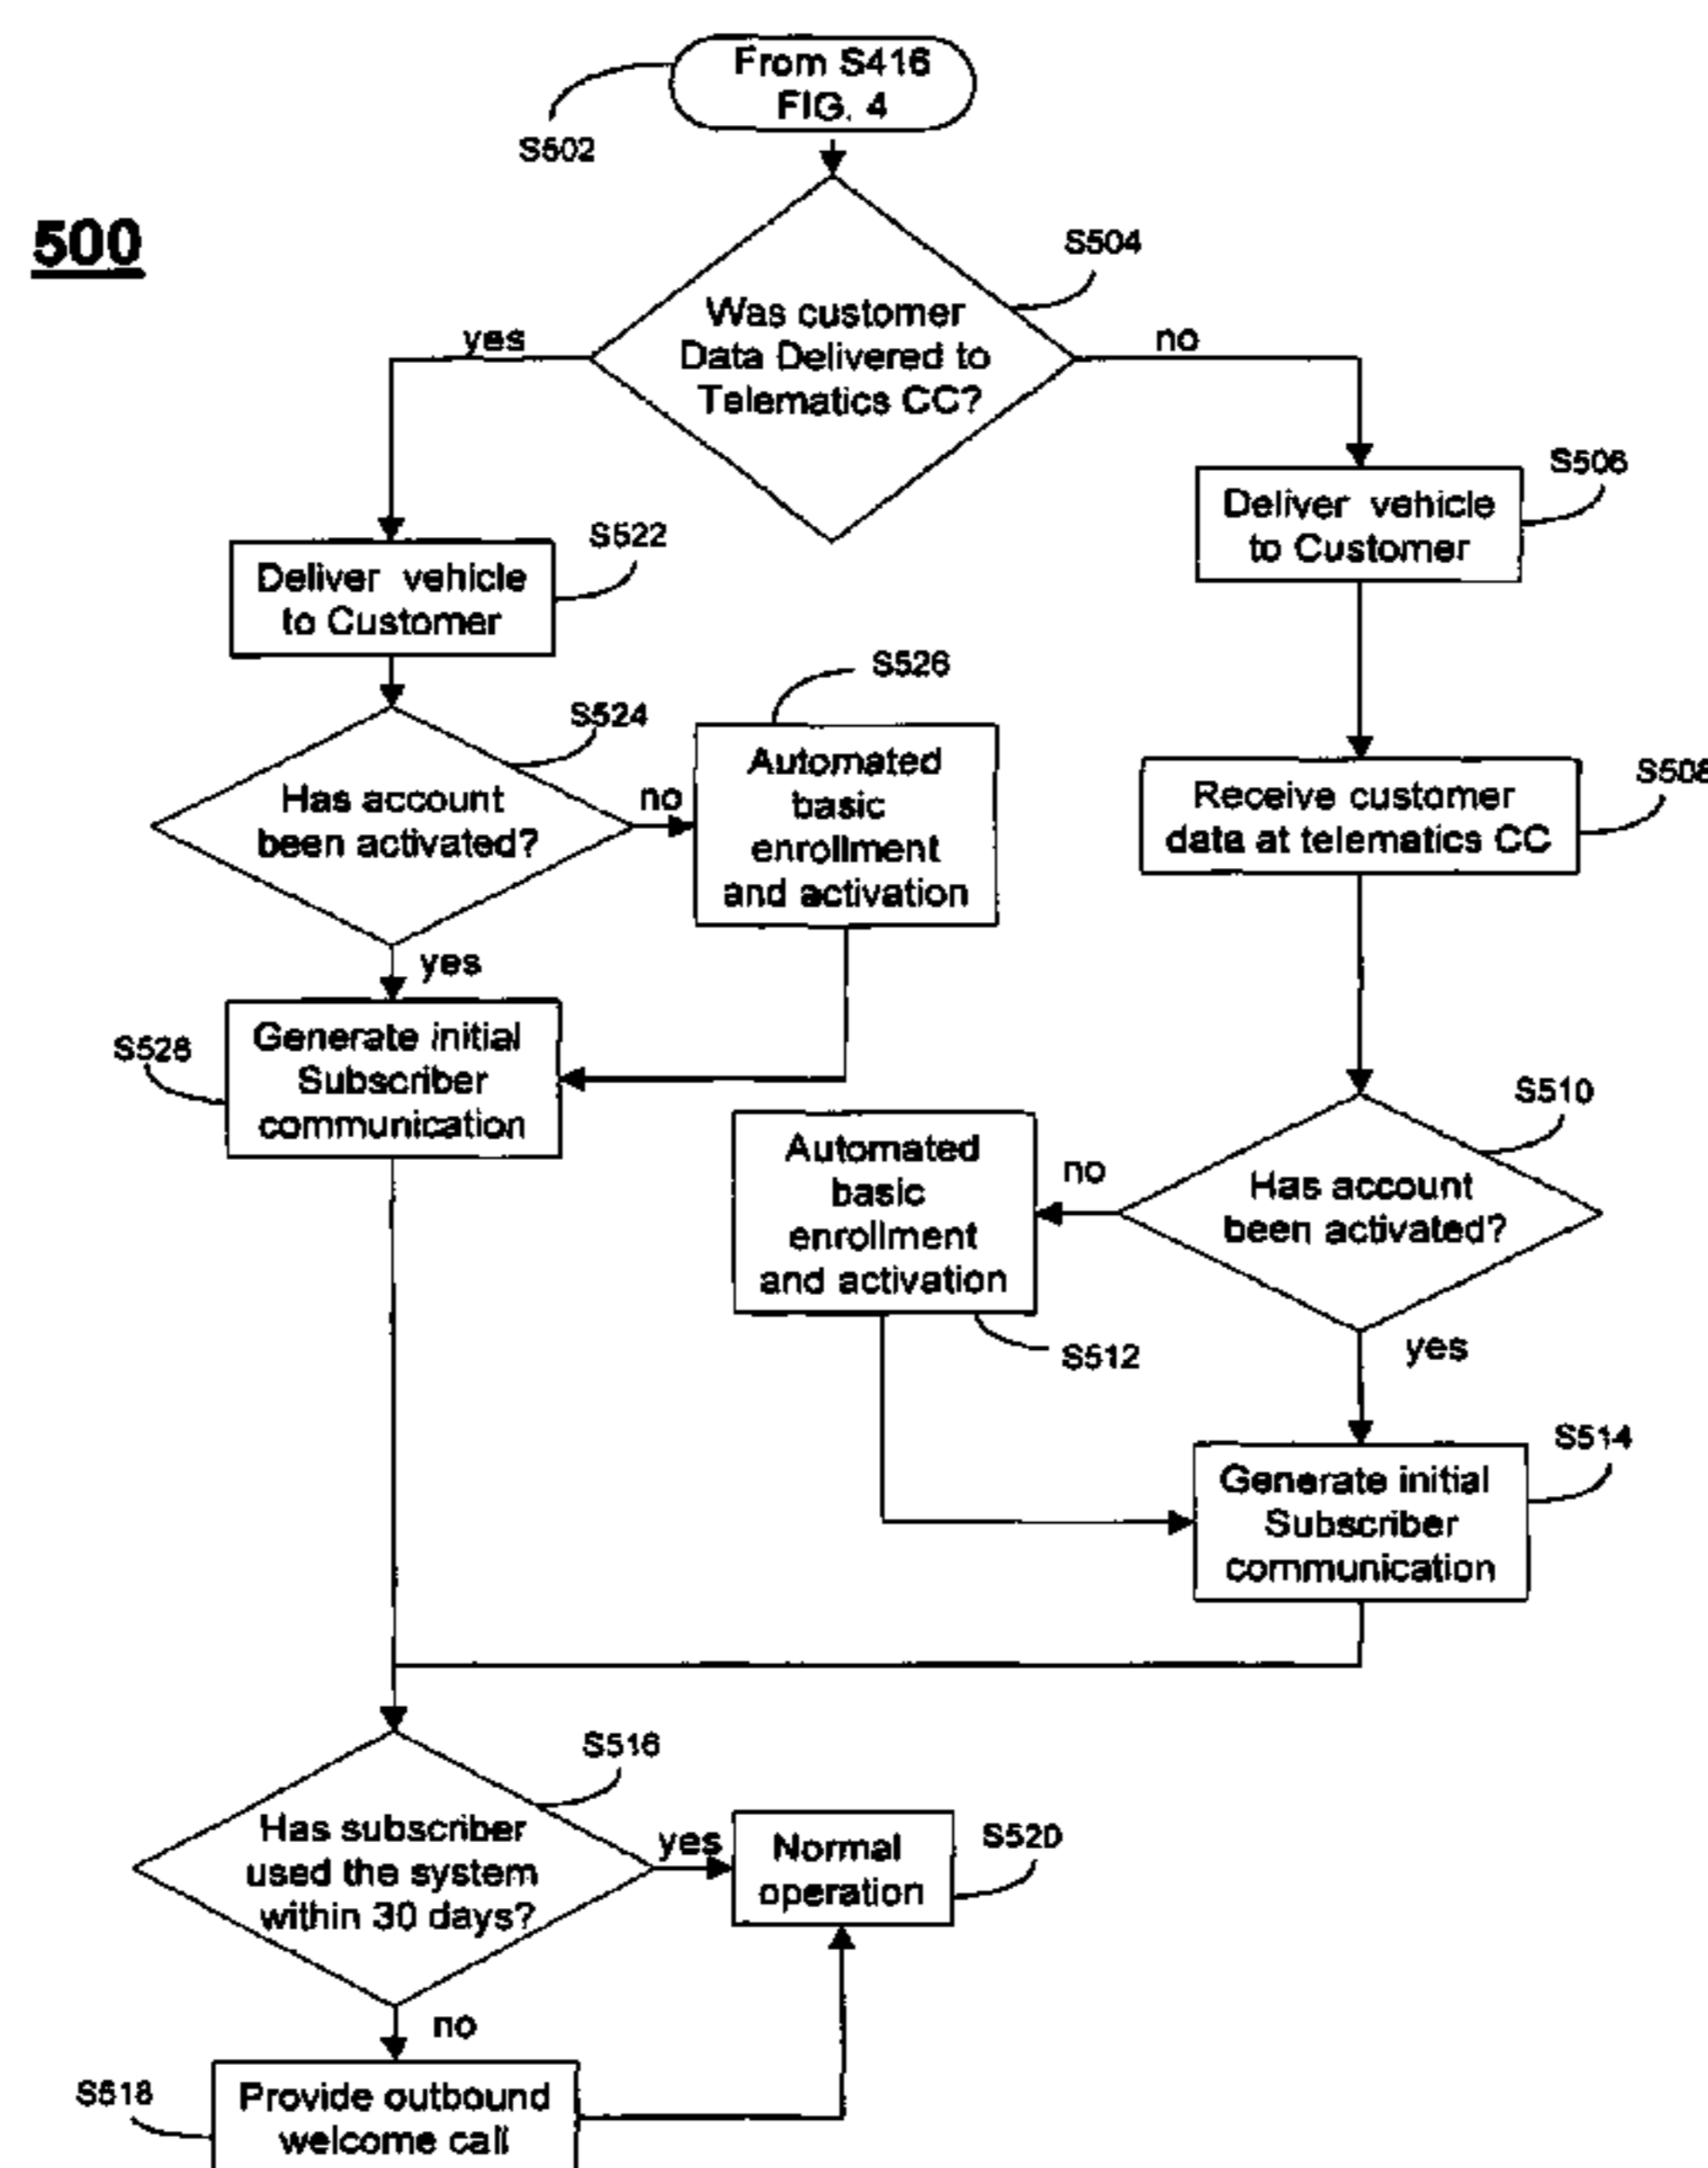 From S416
FIG. 4
S502
500
S504
Was customer
Data Delivered to
Telematics CC?
yes
no
S506
Deliver vehicle
to Customer
S522
Deliver vehicle
to Customer
S526
S524
Automated
basic
enrollment
and activation
Has account
been activated?
no
yes
S508
Receive customer
data at telematics CC
S528
Generate initial
Subscriber
communication
S510
Has account
been activated?
no
yes
Automated
basic
enrollment
and activation
S512
S514
Generate initial
Subscriber
communication
S516
Has subscriber
used the system
within 30 days?
yes
no
Normal
operation
S520
S518
Provide outbound
welcome call